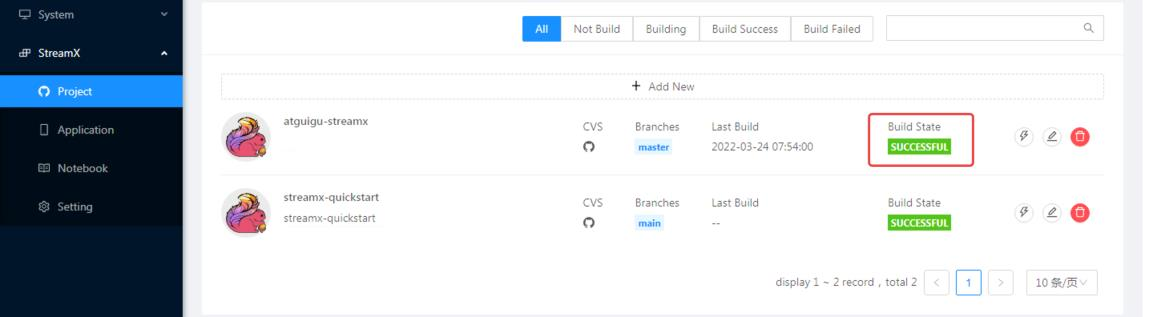 System
StreamX
Project
Application
Notebook
Setting
All Not Build Building Build Success Build Failed
+ Add New
atguigu-streamx
CVS Branches Last Build Build State
master 2022-03-24 07:54:00 SUCCESSFUL
streamx-quickstart
streamx-quickstart
CVS Branches Last Build Build State
main -- SUCCESSFUL
display 1 ~ 2 record , total 2 < 1 > 10 条/页